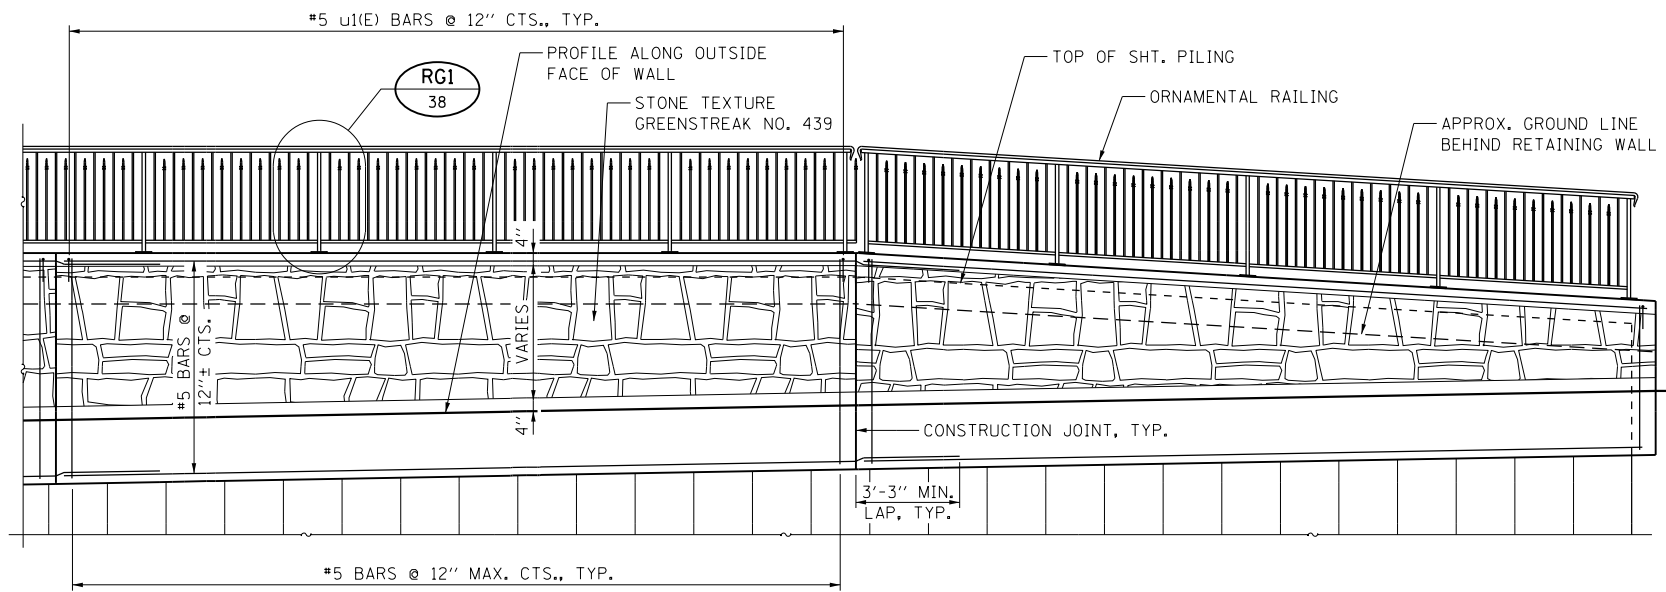 #5 u1(E) BARS @ 12" CTS., TYP.
PROFILE ALONG OUTSIDE
FACE OF WALL
TOP OF SHT. PILING
RG1
38
STONE TEXTURE
GREENSTREAK NO. 439
ORNAMENTAL RAILING
APPROX. GROUND LINE
BEHIND RETAINING WALL
4"
#5 BARS @
12"± CTS.
VARIES
4"
CONSTRUCTION JOINT, TYP.
3'-3" MIN.
LAP, TYP.
#5 BARS @ 12" MAX. CTS., TYP.